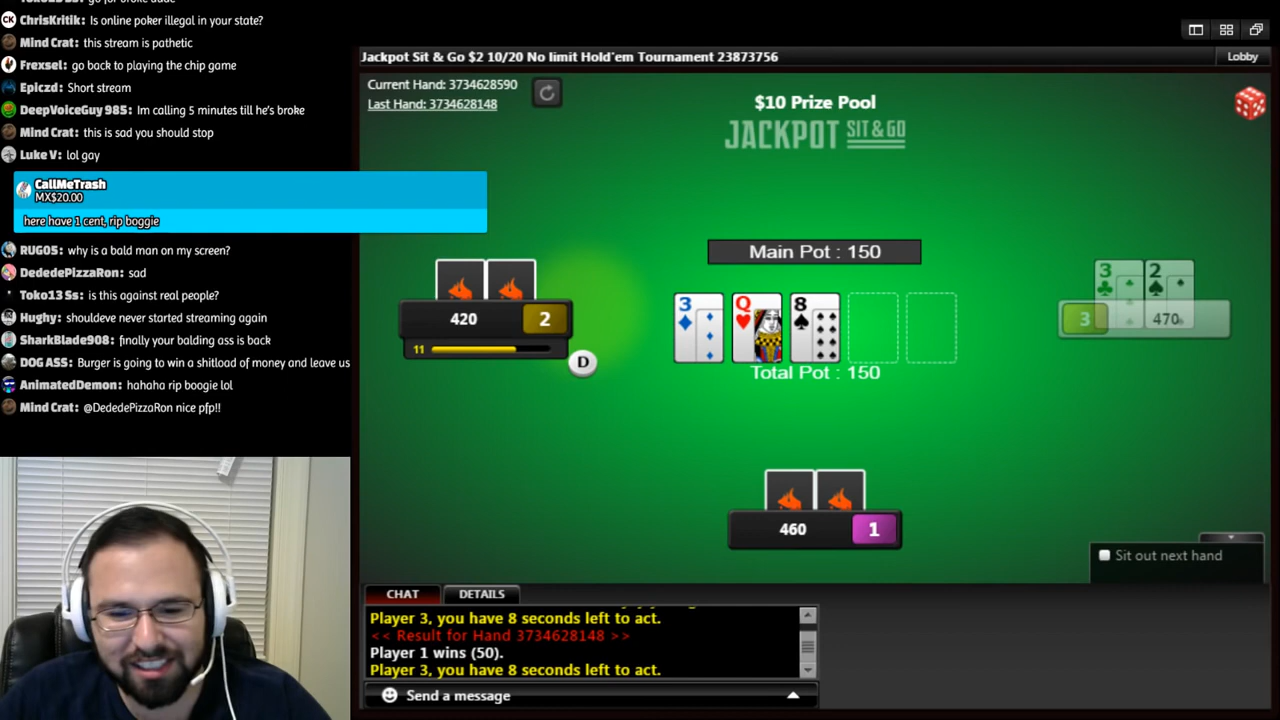 ChrisKritik: Is online poker illegal in your state?
Mind Crat: this stream is pathetic
Frexsel: go back to playing the chip game
Epiczd: Short stream
DeepVoiceGuy 985: Im calling 5 minutes till he's broke
Mind Crat: this is sad you should stop
Luke V: lol gay
CallMeTrash
MX$20.00
here have 1 cent, rip boggie
RUG05: why is a bald man on my screen?
DededePizzaRon: sad
Toko13 Ss: is this against real people?
Hughy: shouldeve never started streaming again
SharkBlade908: finally your balding ass is back
DOG ASS: Burger is going to win a shitload of money and leave us
AnimatedDemon: hahaha rip boogie lol
Mind Crat: @DededePizzaRon nice pfp!!
Jackpot Sit & Go $2 10/20 No limit Hold'em Tournament 23873756
Lobby
Current Hand: 3734628590
Last Hand: 3734628148
$10 Prize Pool
JACKPOT SIT & GO
Main Pot : 150
3 Q 8
Total Pot : 150
420 2
11
D
3 2
3 470
460 1
Sit out next hand
CHAT DETAILS
Player 3, you have 8 seconds left to act.
<< Result for Hand 3734628148 >>
Player 1 wins (50).
Player 3, you have 8 seconds left to act.
Send a message